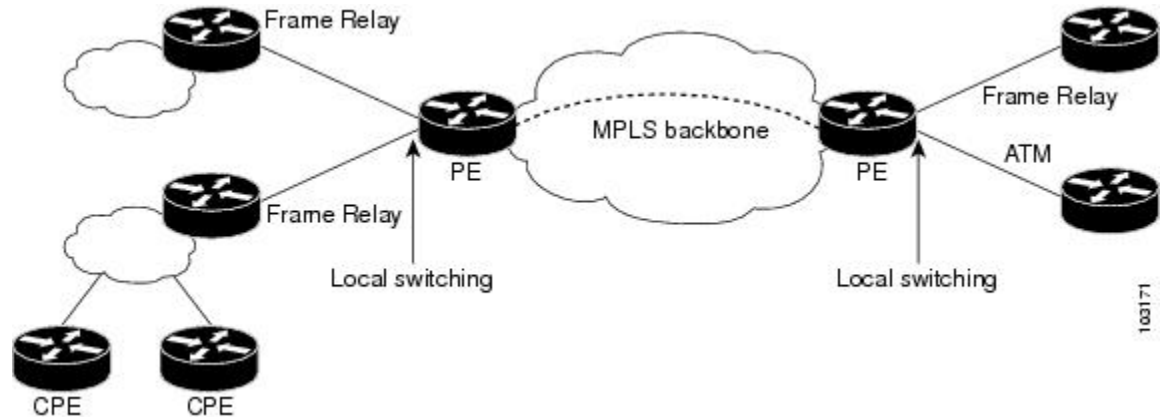 Frame Relay
Frame Relay
MPLS backbone
PE
PE
ATM
Frame Relay
Local switching
Local switching
103171
CPE
CPE